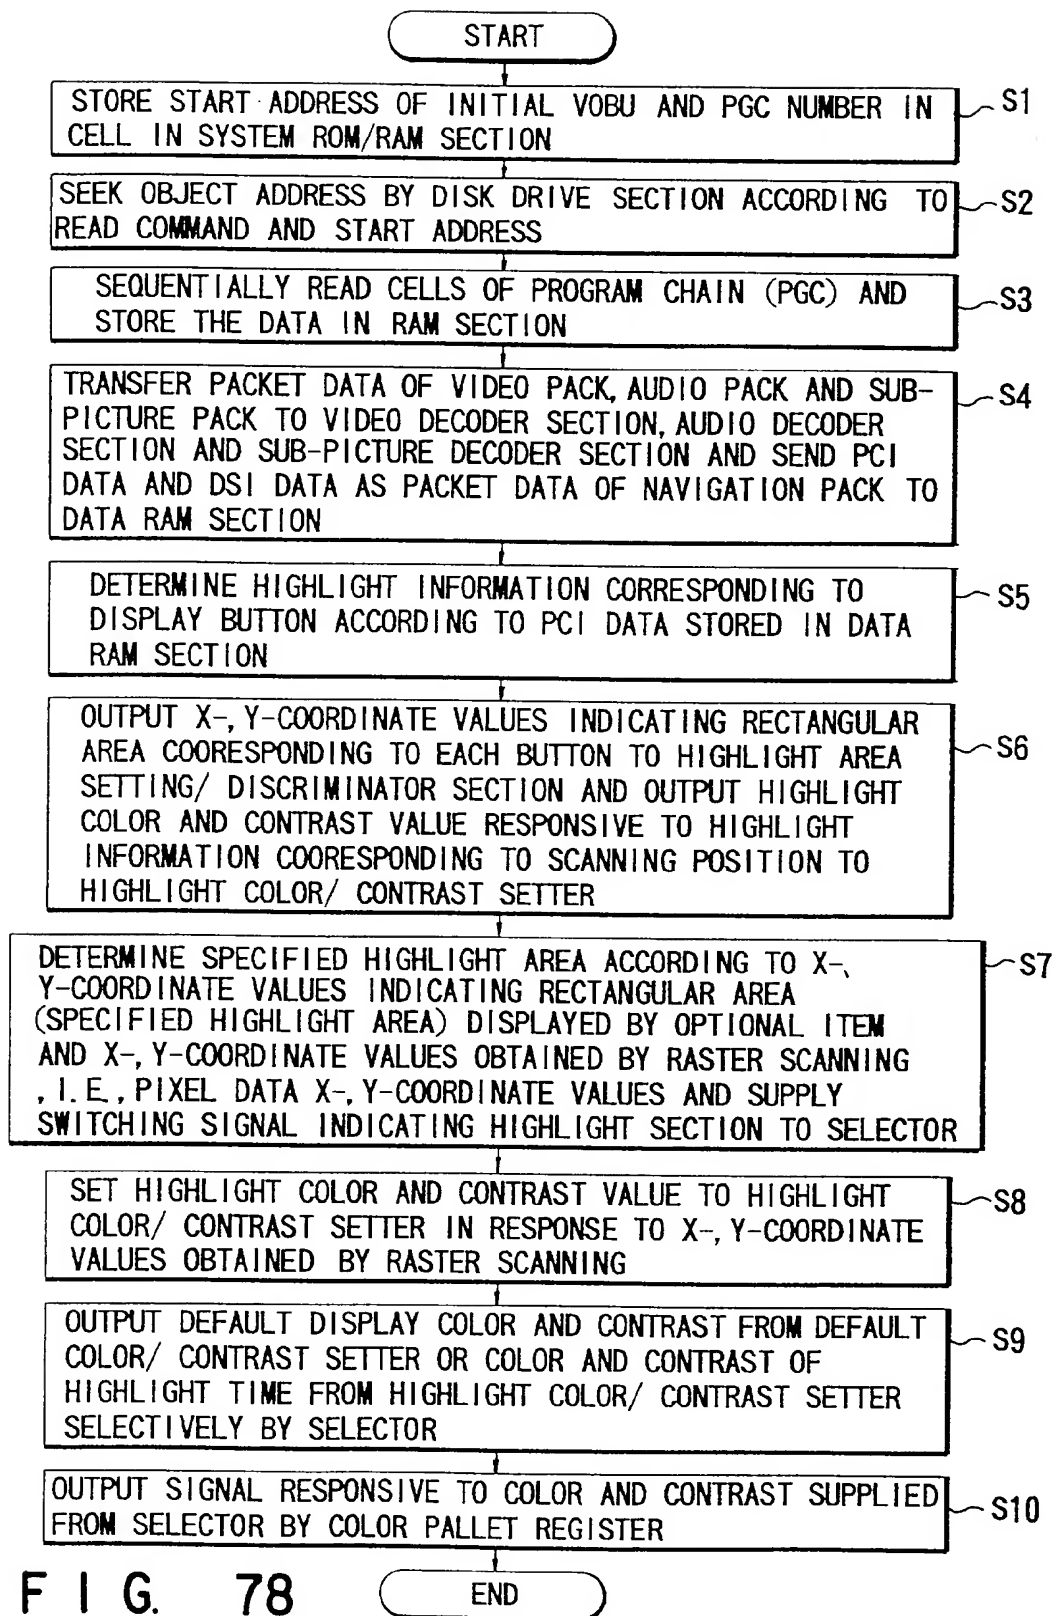 START
STORE START ADDRESS OF INITIAL VOBU AND PGC NUMBER IN
CELL IN SYSTEM ROM/RAM SECTION
S1
SEEK OBJECT ADDRESS BY DISK DRIVE SECTION ACCORDING TO
READ COMMAND AND START ADDRESS
S2
SEQUENTIALLY READ CELLS OF PROGRAM CHAIN (PGC) AND
STORE THE DATA IN RAM SECTION
S3
TRANSFER PACKET DATA OF VIDEO PACK, AUDIO PACK AND SUB-
PICTURE PACK TO VIDEO DECODER SECTION, AUDIO DECODER
SECTION AND SUB-PICTURE DECODER SECTION AND SEND PCI
DATA AND DSI DATA AS PACKET DATA OF NAVIGATION PACK TO
DATA RAM SECTION
S4
DETERMINE HIGHLIGHT INFORMATION CORRESPONDING TO
DISPLAY BUTTON ACCORDING TO PCI DATA STORED IN DATA
RAM SECTION
S5
OUTPUT X-, Y-COORDINATE VALUES INDICATING RECTANGULAR
AREA COORESPONDING TO EACH BUTTON TO HIGHLIGHT AREA
SETTING/ DISCRIMINATOR SECTION AND OUTPUT HIGHLIGHT
COLOR AND CONTRAST VALUE RESPONSIVE TO HIGHLIGHT
INFORMATION COORESPONDING TO SCANNING POSITION TO
HIGHLIGHT COLOR/ CONTRAST SETTER
S6
DETERMINE SPECIFIED HIGHLIGHT AREA ACCORDING TO X-,
Y-COORDINATE VALUES INDICATING RECTANGULAR AREA
(SPECIFIED HIGHLIGHT AREA) DISPLAYED BY OPTIONAL ITEM
AND X-, Y-COORDINATE VALUES OBTAINED BY RASTER SCANNING
, I.E., PIXEL DATA X-, Y-COORDINATE VALUES AND SUPPLY
SWITCHING SIGNAL INDICATING HIGHLIGHT SECTION TO SELECTOR
S7
SET HIGHLIGHT COLOR AND CONTRAST VALUE TO HIGHLIGHT
COLOR/ CONTRAST SETTER IN RESPONSE TO X-, Y-COORDINATE
VALUES OBTAINED BY RASTER SCANNING
S8
OUTPUT DEFAULT DISPLAY COLOR AND CONTRAST FROM DEFAULT
COLOR/ CONTRAST SETTER OR COLOR AND CONTRAST OF
HIGHLIGHT TIME FROM HIGHLIGHT COLOR/ CONTRAST SETTER
SELECTIVELY BY SELECTOR
S9
OUTPUT SIGNAL RESPONSIVE TO COLOR AND CONTRAST SUPPLIED
FROM SELECTOR BY COLOR PALLET REGISTER
S10
END
FIG. 78